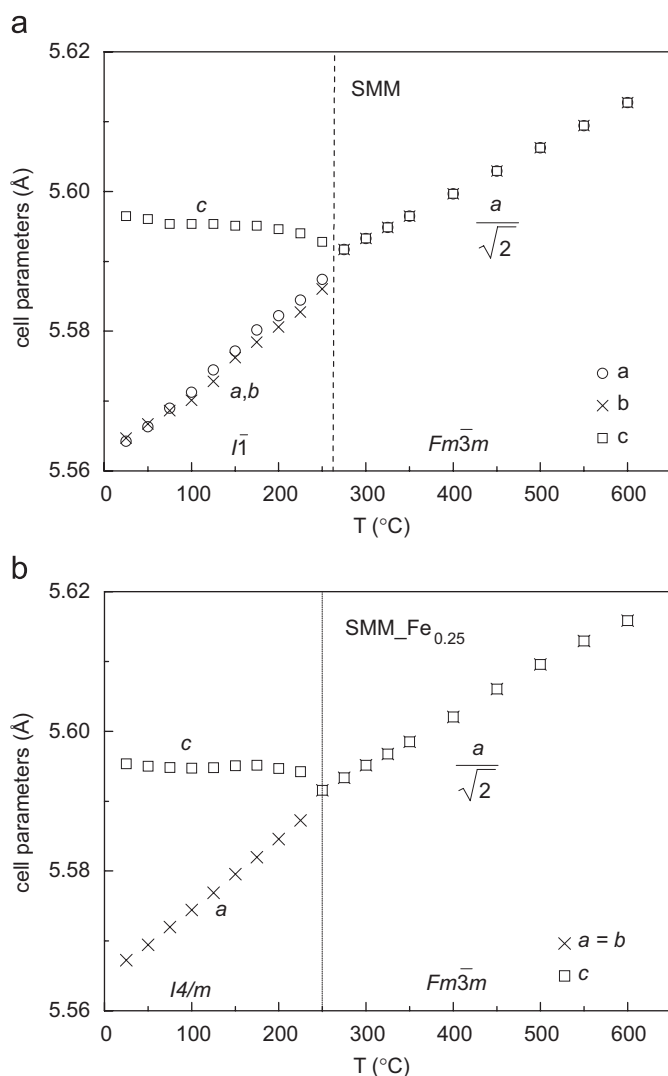 a
5.62
SMM
5.60
c
a
√2
cell parameters (Å)
5.58
a
a,b
b
c
I1̅
Fm3̅m
5.56
100 200 300 400 500 600
T (°C)
b
5.62
SMM_Fe0.25
5.60
c
a
√2
cell parameters (Å)
5.58
a
a = b
c
I4/m
Fm3̅m
5.56
100 200 300 400 500 600
T (°C)